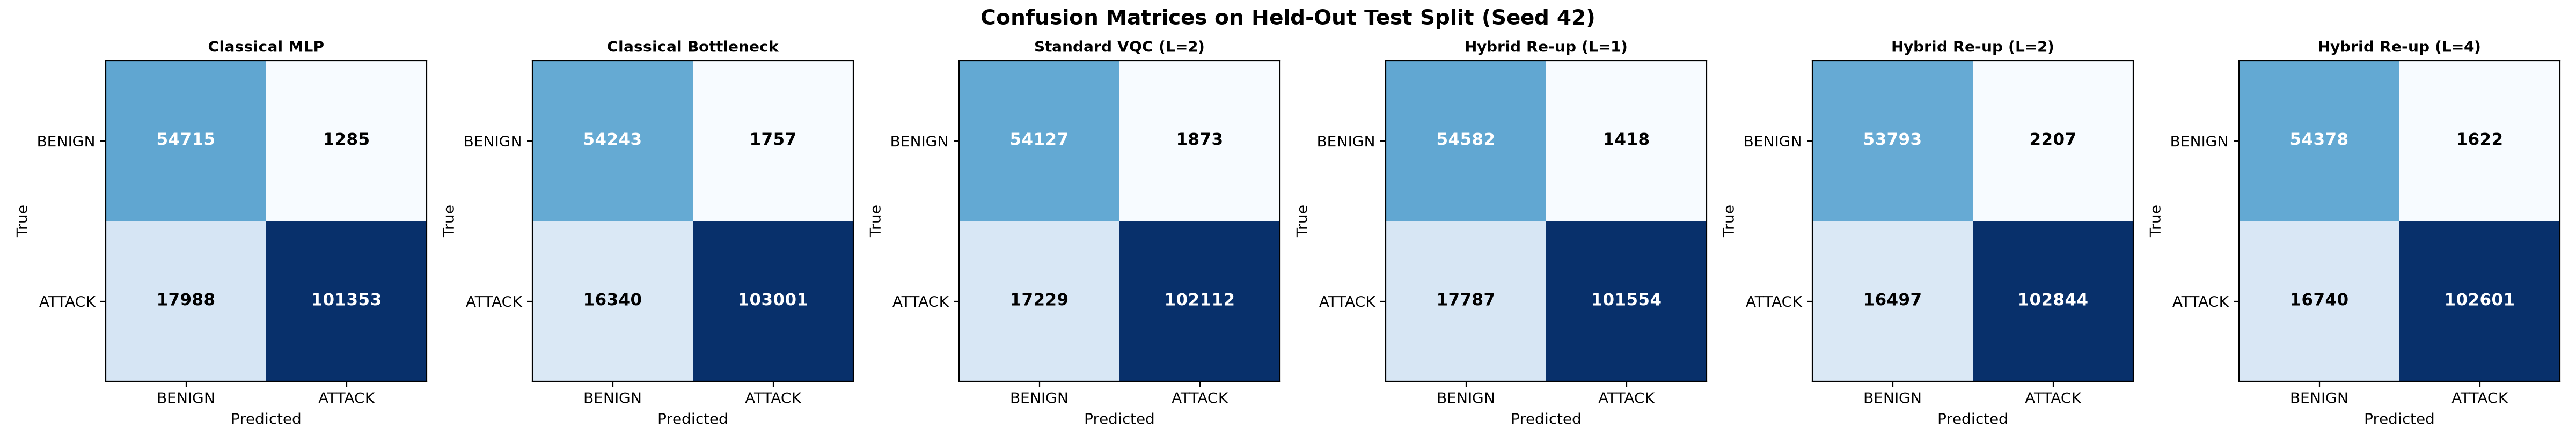 Confusion Matrices on Held-Out Test Split (Seed 42)
Classical MLP
True
BENIGN 54715 1285
ATTACK 17988 101353
BENIGN ATTACK
Predicted
Classical Bottleneck
True
BENIGN 54243 1757
ATTACK 16340 103001
BENIGN ATTACK
Predicted
Standard VQC (L=2)
True
BENIGN 54127 1873
ATTACK 17229 102112
BENIGN ATTACK
Predicted
Hybrid Re-up (L=1)
True
BENIGN 54582 1418
ATTACK 17787 101554
BENIGN ATTACK
Predicted
Hybrid Re-up (L=2)
True
BENIGN 53793 2207
ATTACK 16497 102844
BENIGN ATTACK
Predicted
Hybrid Re-up (L=4)
True
BENIGN 54378 1622
ATTACK 16740 102601
BENIGN ATTACK
Predicted